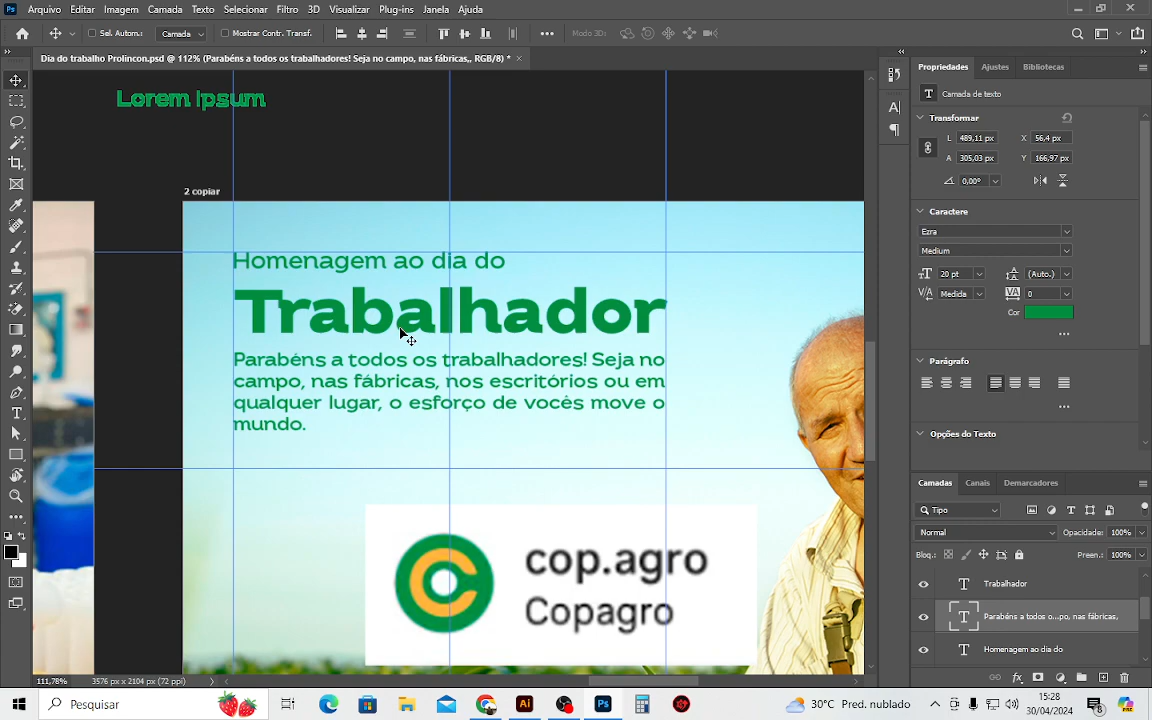 Arquivo Editar Imagem Camada Texto Selecionar Filtro 3D Visualizar Plug-ins Janela Ajuda
Sel. Autom.: Camada Mostrar Contr. Transf. Modo 3D:
Dia do trabalho Prolincon.psd @ 112% (Parabéns a todos os trabalhadores! Seja no campo, nas fábricas,, RGB/8) *
Lorem Ipsum
2 copiar
Homenagem ao dia do
Trabalhador
Parabéns a todos os trabalhadores! Seja no
campo, nas fábricas, nos escritórios ou em
qualquer lugar, o esforço de vocês move o
mundo.
cop.agro
Copagro
111,78% 3576 px x 2104 px (72 ppi)
Propriedades Ajustes Bibliotecas
Camada de texto
Transformar
L 489,11 px X 56,4 px
A 305,03 px Y 166,97 px
0,00°
Caractere
Ezra
Medium
20 pt (Auto.)
Medida 0
Cor
Parágrafo
Opções do Texto
Camadas Canais Demarcadores
Tipo
Normal Opacidade: 100%
Bloq.: Preen.: 100%
Trabalhador
Parabéns a todos o...po, nas fábricas,
Homenagem ao dia do
Pesquisar
30°C Pred. nublado
15:28
30/04/2024
8